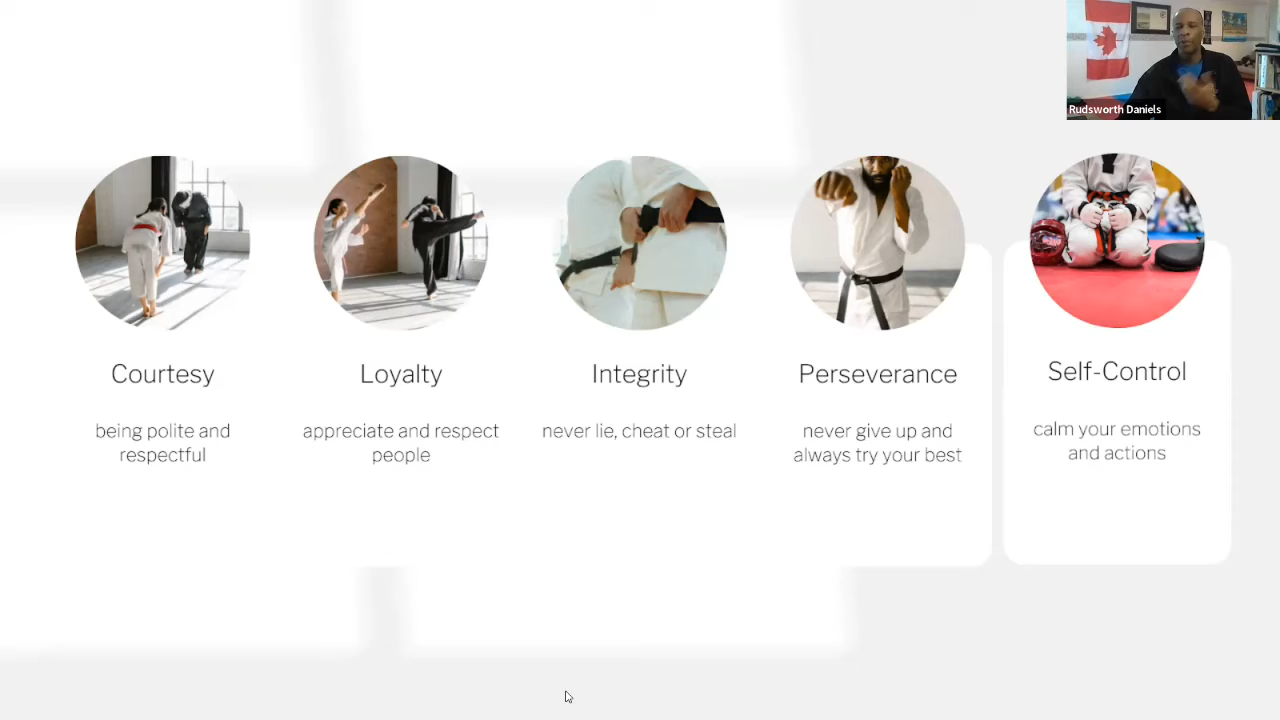 Rudsworth Daniels
Courtesy
being polite and
respectful
Loyalty
appreciate and respect
people
Integrity
never lie, cheat or steal
Perseverance
never give up and
always try your best
Self-Control
calm your emotions
and actions